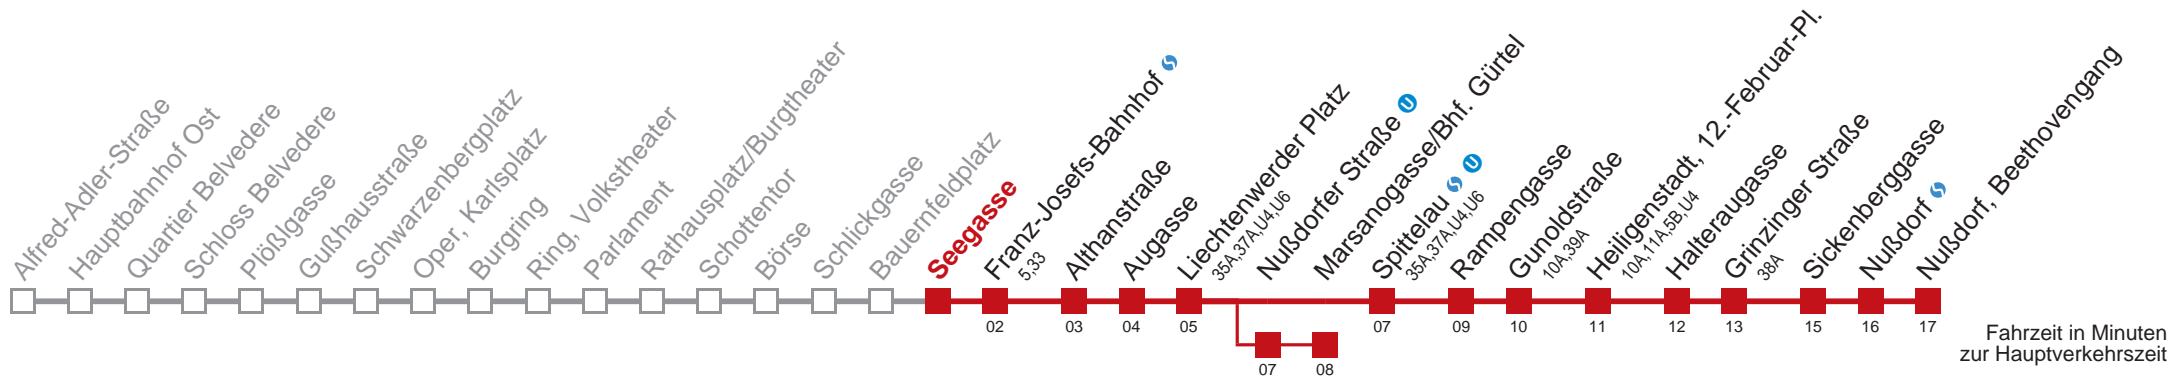 Alfred-Adler-Straße
Hauptbahnhof Ost
Quartier Belvedere
Schloss Belvedere
Plößlgasse
Gußhausstraße
Schwarzenbergplatz
Oper, Karlsplatz
Burgring
Ring, Volkstheater
Parlament
Rathausplatz/Burgtheater
Schottentor
Börse
Schlickgasse
Bauernfeldplatz
Seegasse
Franz-Josefs-Bahnhof S
5,33
Althanstraße
Augasse
Liechtenwerder Platz
35A,37A,U4,U6
Nußdorfer Straße U
Marsanogasse/Bhf. Gürtel
Spittelau S U
35A,37A,U4,U6
Rampengasse
Gunoldstraße
10A,39A
Heiligenstadt, 12.-Februar-Pl.
10A,11A,5B,U4
Halteraugasse
Grinzinger Straße
38A
Sickenberggasse
Nußdorf S
Nußdorf, Beethovengang
02 03 04 05 07 09 10 11 12 13 15 16 17
07 08
Fahrzeit in Minuten
zur Hauptverkehrszeit